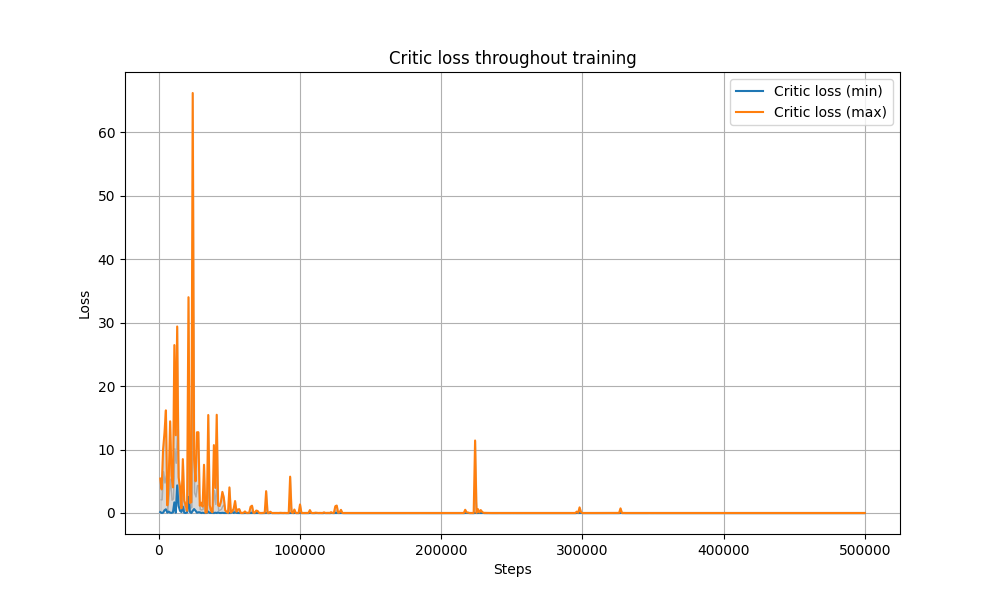 Critic loss throughout training
Critic loss (min)
Critic loss (max)
Loss
60
50
40
30
20
10
0
0 100000 200000 300000 400000 500000
Steps